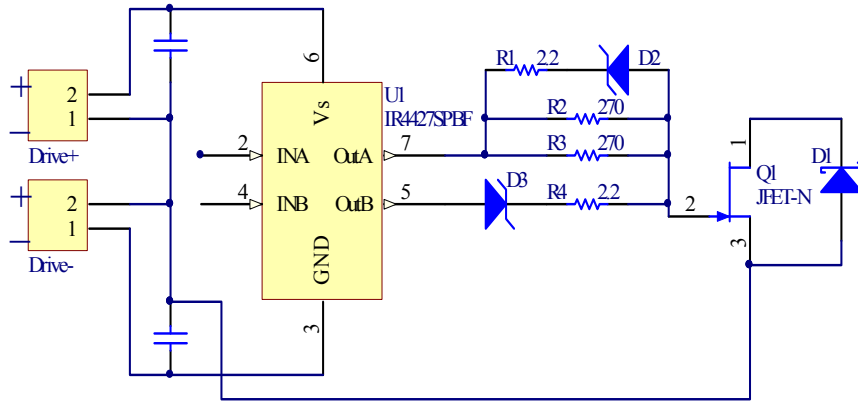 R1 2.2 D2
6
+ 2
− 1
Drive+
Vs
U1
IR4427SPBF
R2 270
2 INA OutA 7
R3 270
1
D1
+ 2
− 1
Drive-
4 INB OutB 5
D3
R4 2.2
2
Q1
JFET-N
3
GND
3